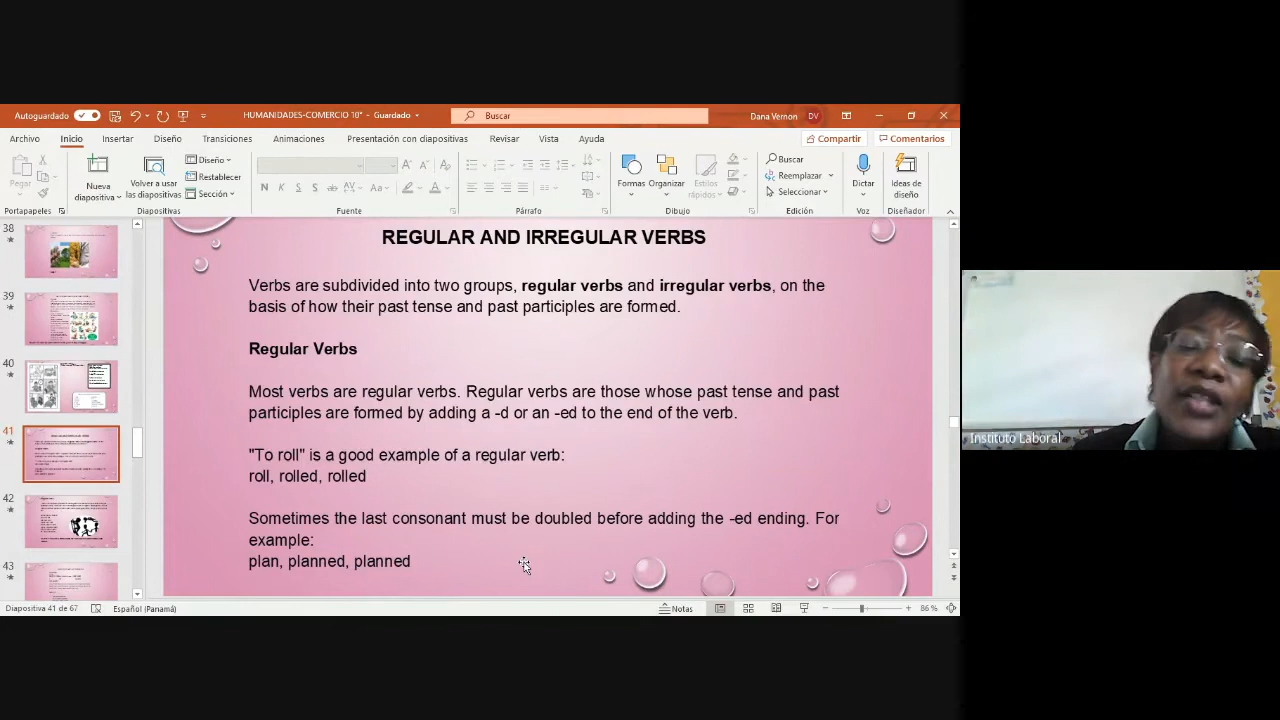 Autoguardado
HUMANIDADES-COMERCIO 10° - Guardado
Buscar
Dana Vernon
DV
Archivo Inicio Insertar Diseño Transiciones Animaciones Presentación con diapositivas Revisar Vista Ayuda
Compartir
Comentarios
Pegar
Nueva diapositiva
Volver a usar las diapositivas
Diseño
Restablecer
Sección
N K S S ab AV Aa A
Formas
Organizar
Estilos rápidos
Buscar
Reemplazar
Seleccionar
Dictar
Ideas de diseño
Portapapeles Diapositivas Fuente Párrafo Dibujo Edición Voz Diseñador
38
39
40
41
42
43
REGULAR AND IRREGULAR VERBS
Verbs are subdivided into two groups, regular verbs and irregular verbs, on the
basis of how their past tense and past participles are formed.
Regular Verbs
Most verbs are regular verbs. Regular verbs are those whose past tense and past
participles are formed by adding a -d or an -ed to the end of the verb.
"To roll" is a good example of a regular verb:
roll, rolled, rolled
Sometimes the last consonant must be doubled before adding the -ed ending. For
example:
plan, planned, planned
Instituto Laboral
Diapositiva 41 de 67
Español (Panamá)
Notas
86 %